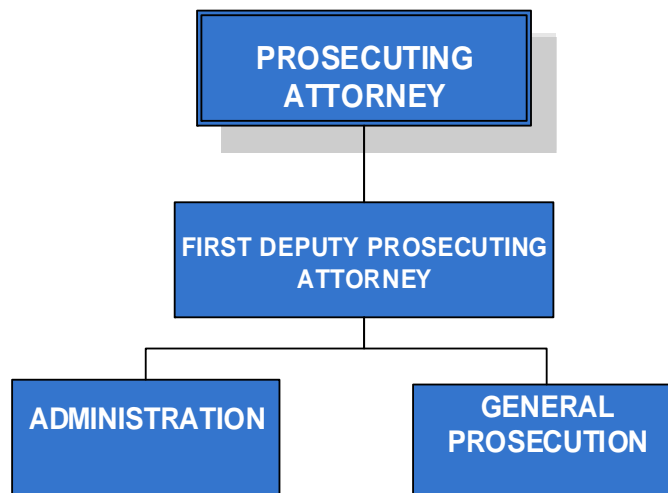 PROSECUTING
ATTORNEY
FIRST DEPUTY PROSECUTING
ATTORNEY
ADMINISTRATION
GENERAL
PROSECUTION